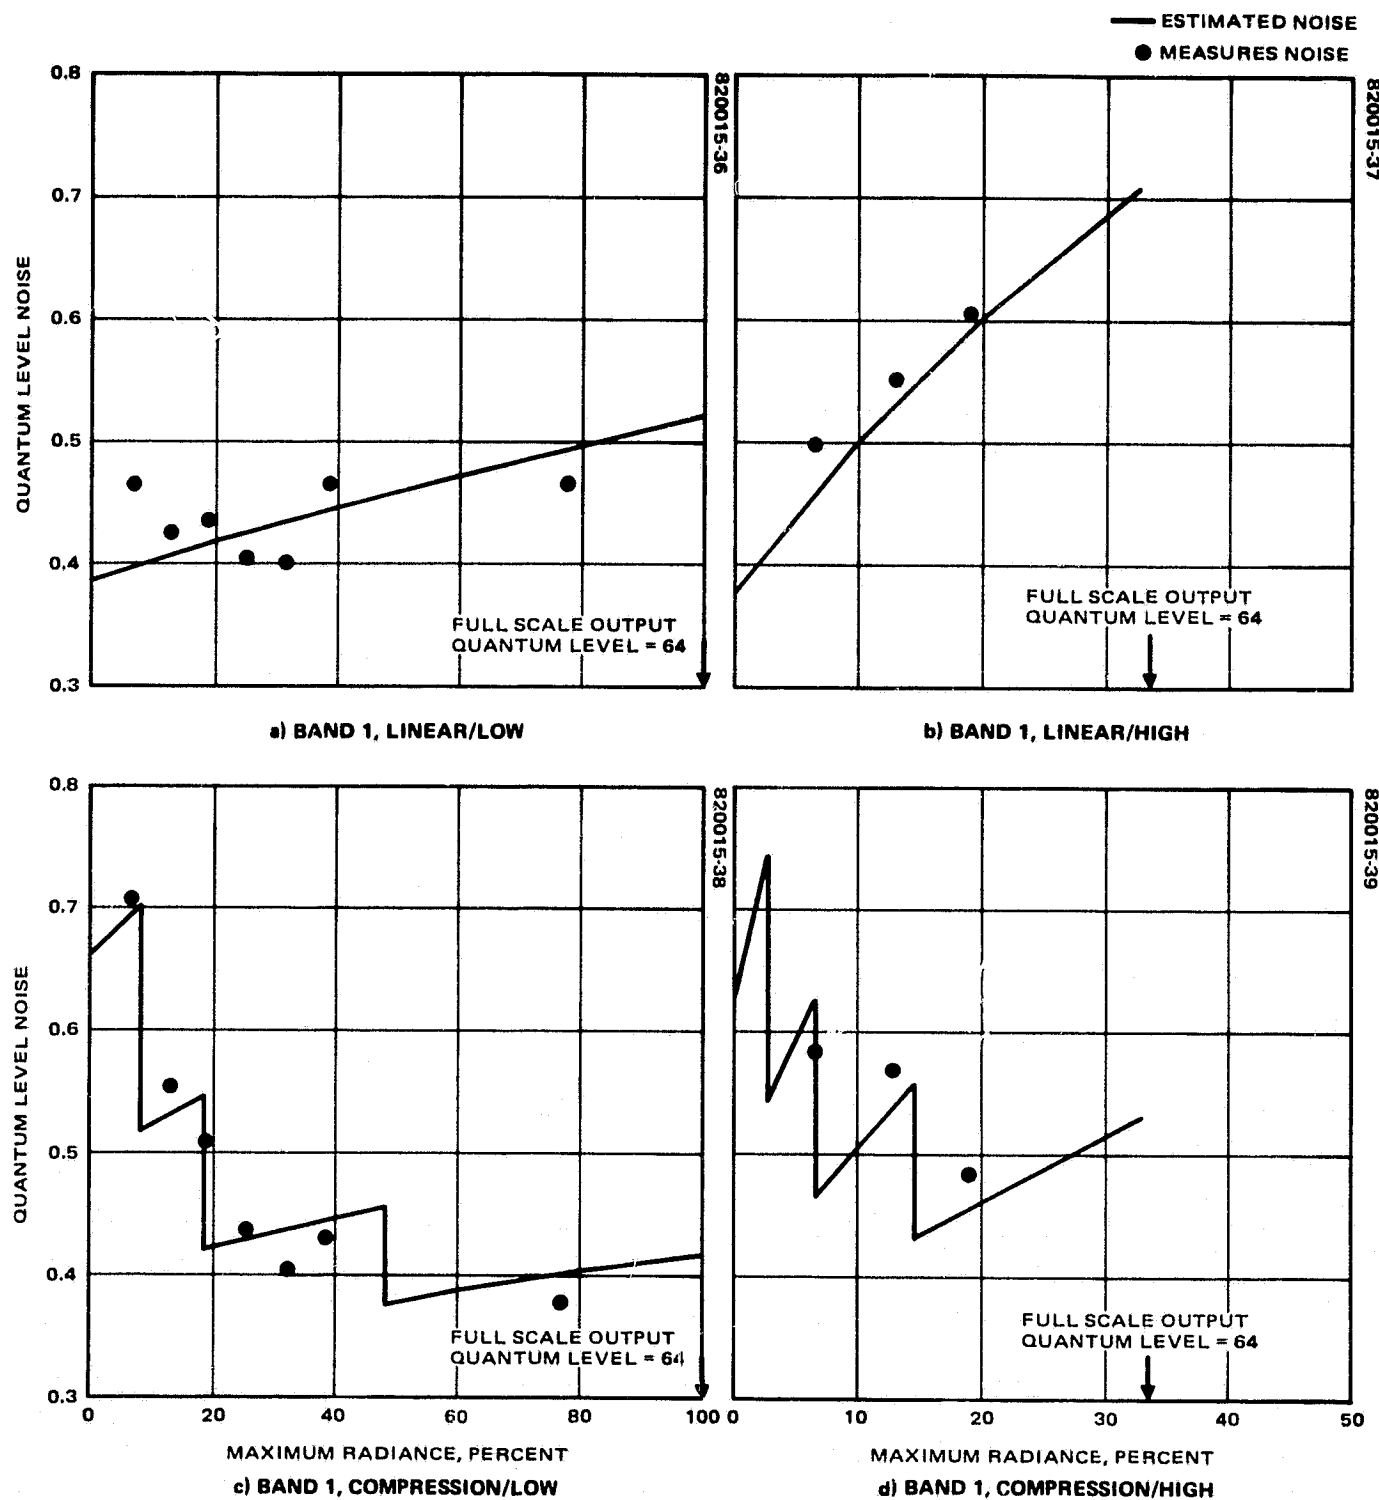 ESTIMATED NOISE
MEASURES NOISE
0.8
0.7
0.6
0.5
0.4
0.3
QUANTUM LEVEL NOISE
FULL SCALE OUTPUT
QUANTUM LEVEL = 64
820015-36
a) BAND 1, LINEAR/LOW
FULL SCALE OUTPUT
QUANTUM LEVEL = 64
820015-37
b) BAND 1, LINEAR/HIGH
0.8
0.7
0.6
0.5
0.4
0.3
QUANTUM LEVEL NOISE
FULL SCALE OUTPUT
QUANTUM LEVEL = 64
820015-38
0 20 40 60 80 100
MAXIMUM RADIANCE, PERCENT
c) BAND 1, COMPRESSION/LOW
FULL SCALE OUTPUT
QUANTUM LEVEL = 64
820015-39
0 10 20 30 40 50
MAXIMUM RADIANCE, PERCENT
d) BAND 1, COMPRESSION/HIGH